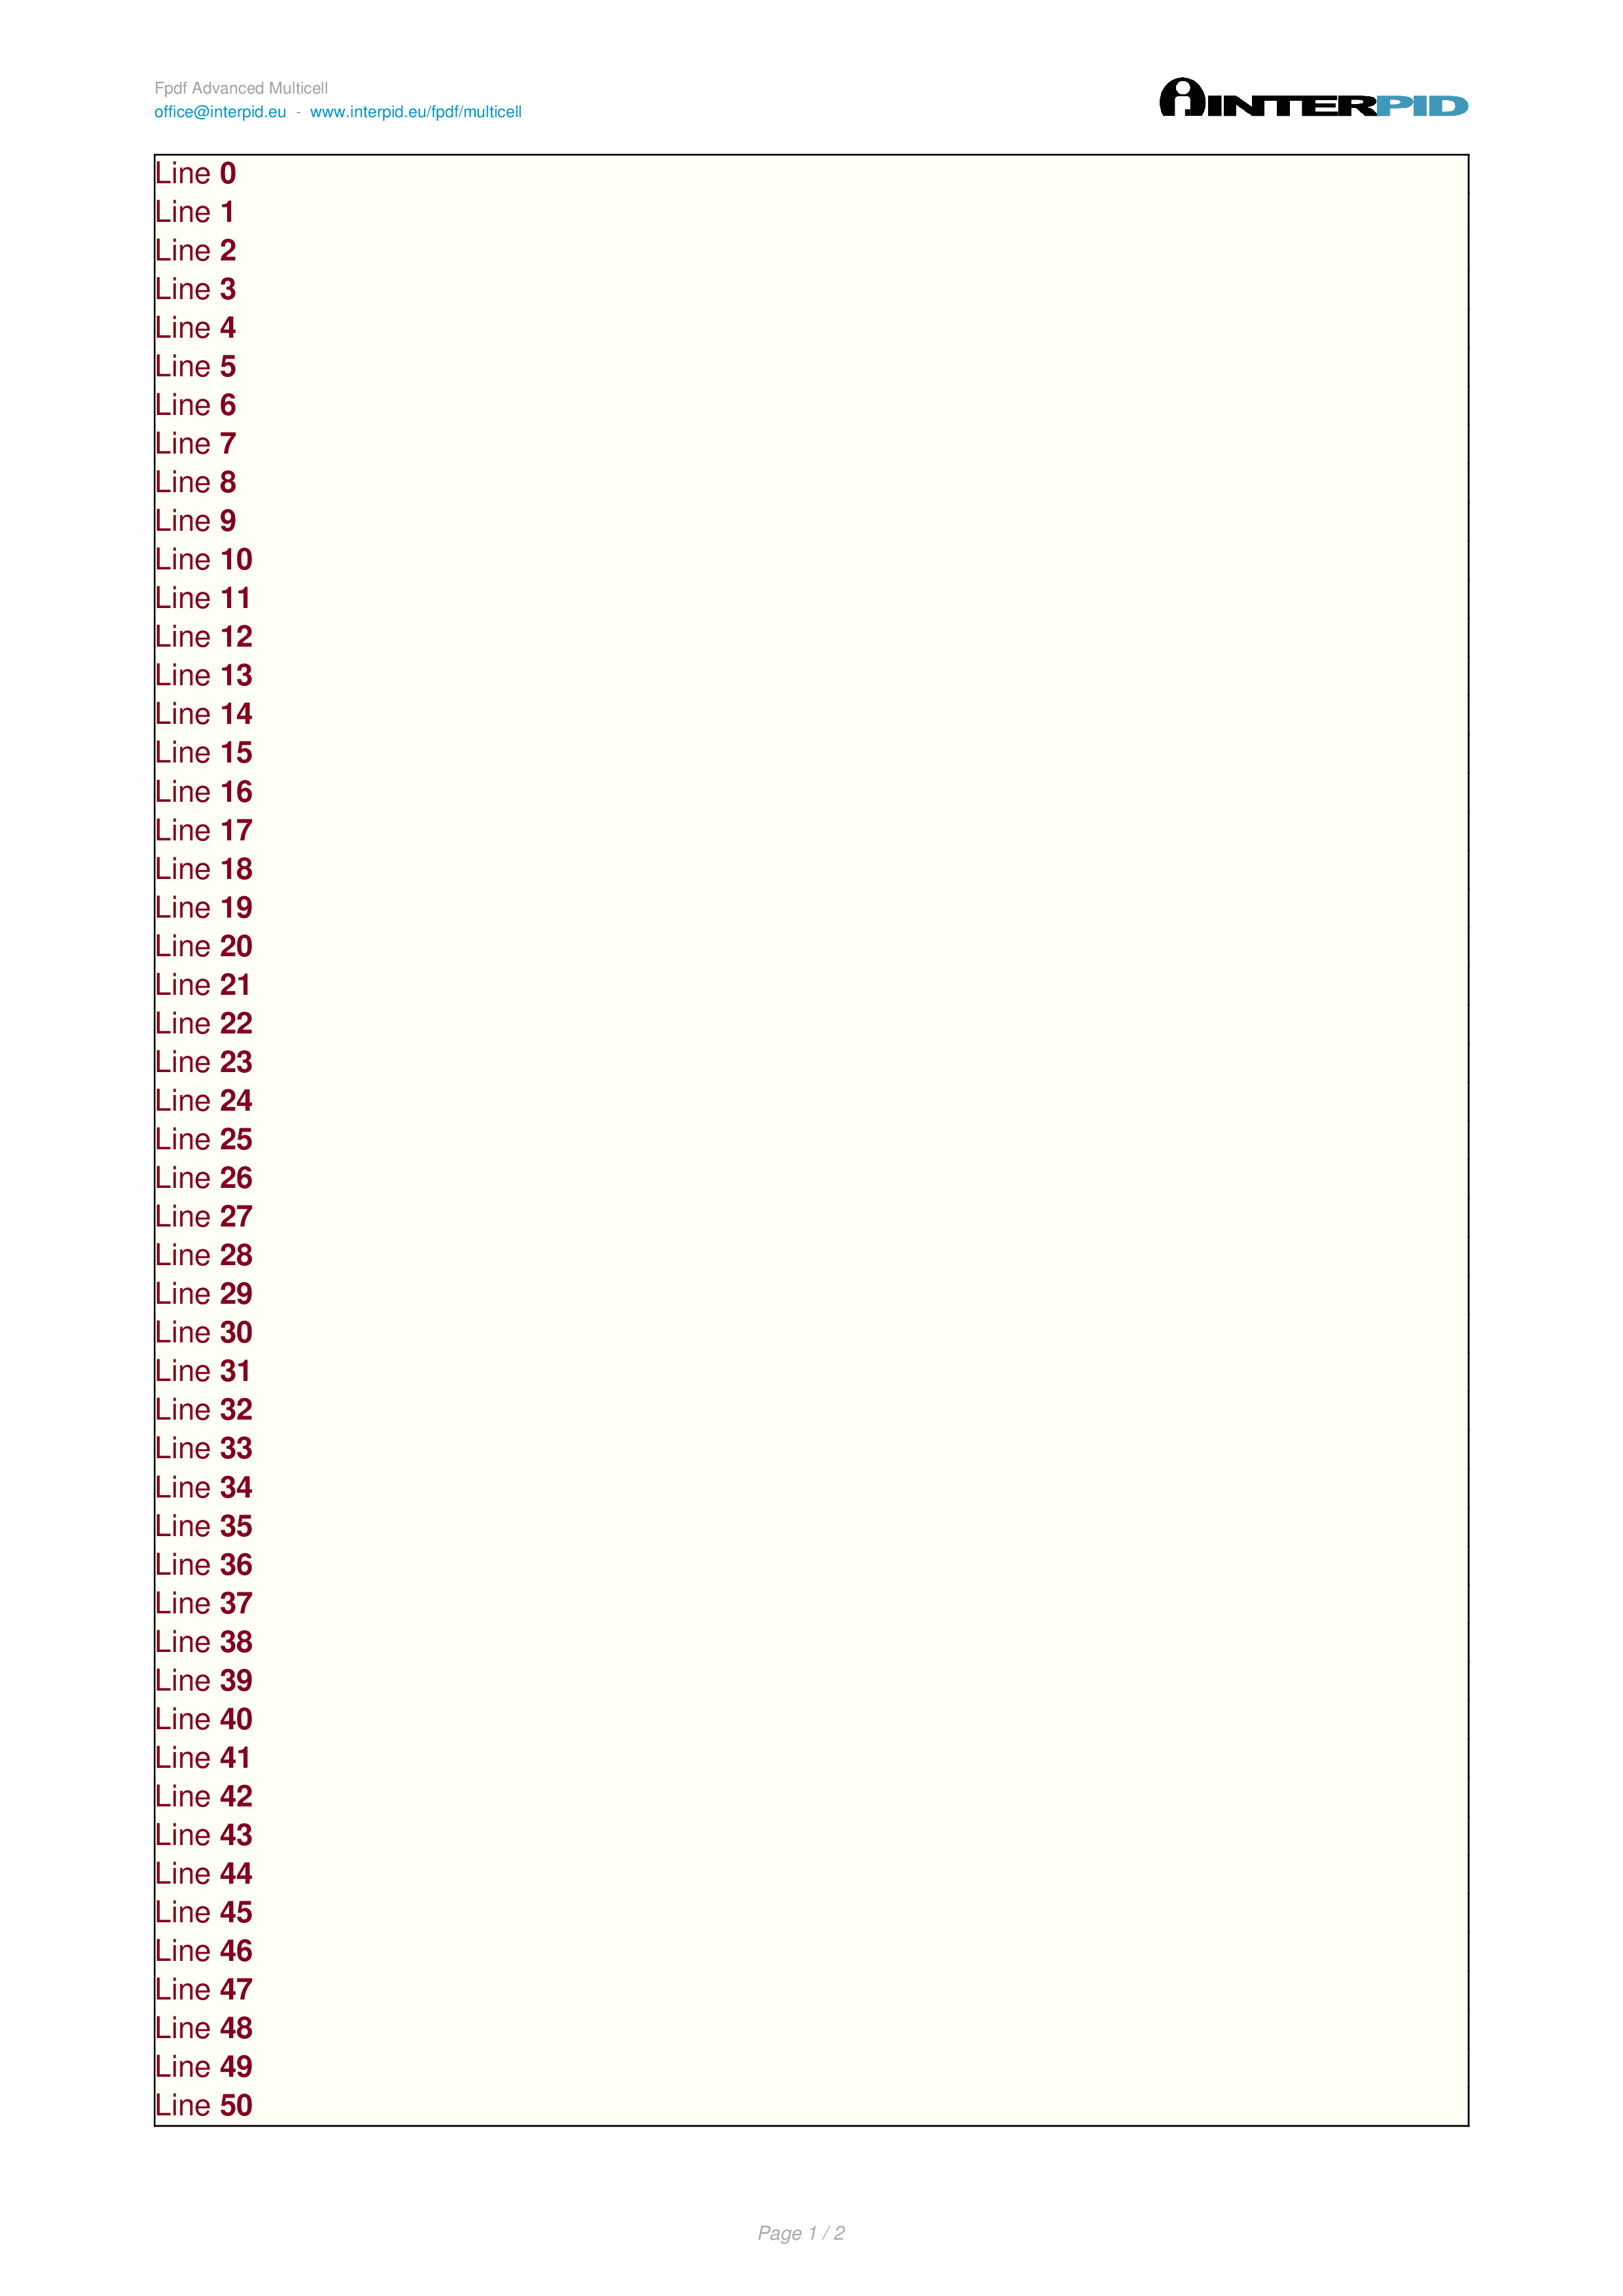 Fpdf Advanced Multicell
office@interpid.eu - www.interpid.eu/fpdf/multicell
INTERPID
Line 0
Line 1
Line 2
Line 3
Line 4
Line 5
Line 6
Line 7
Line 8
Line 9
Line 10
Line 11
Line 12
Line 13
Line 14
Line 15
Line 16
Line 17
Line 18
Line 19
Line 20
Line 21
Line 22
Line 23
Line 24
Line 25
Line 26
Line 27
Line 28
Line 29
Line 30
Line 31
Line 32
Line 33
Line 34
Line 35
Line 36
Line 37
Line 38
Line 39
Line 40
Line 41
Line 42
Line 43
Line 44
Line 45
Line 46
Line 47
Line 48
Line 49
Line 50
Page 1 / 2